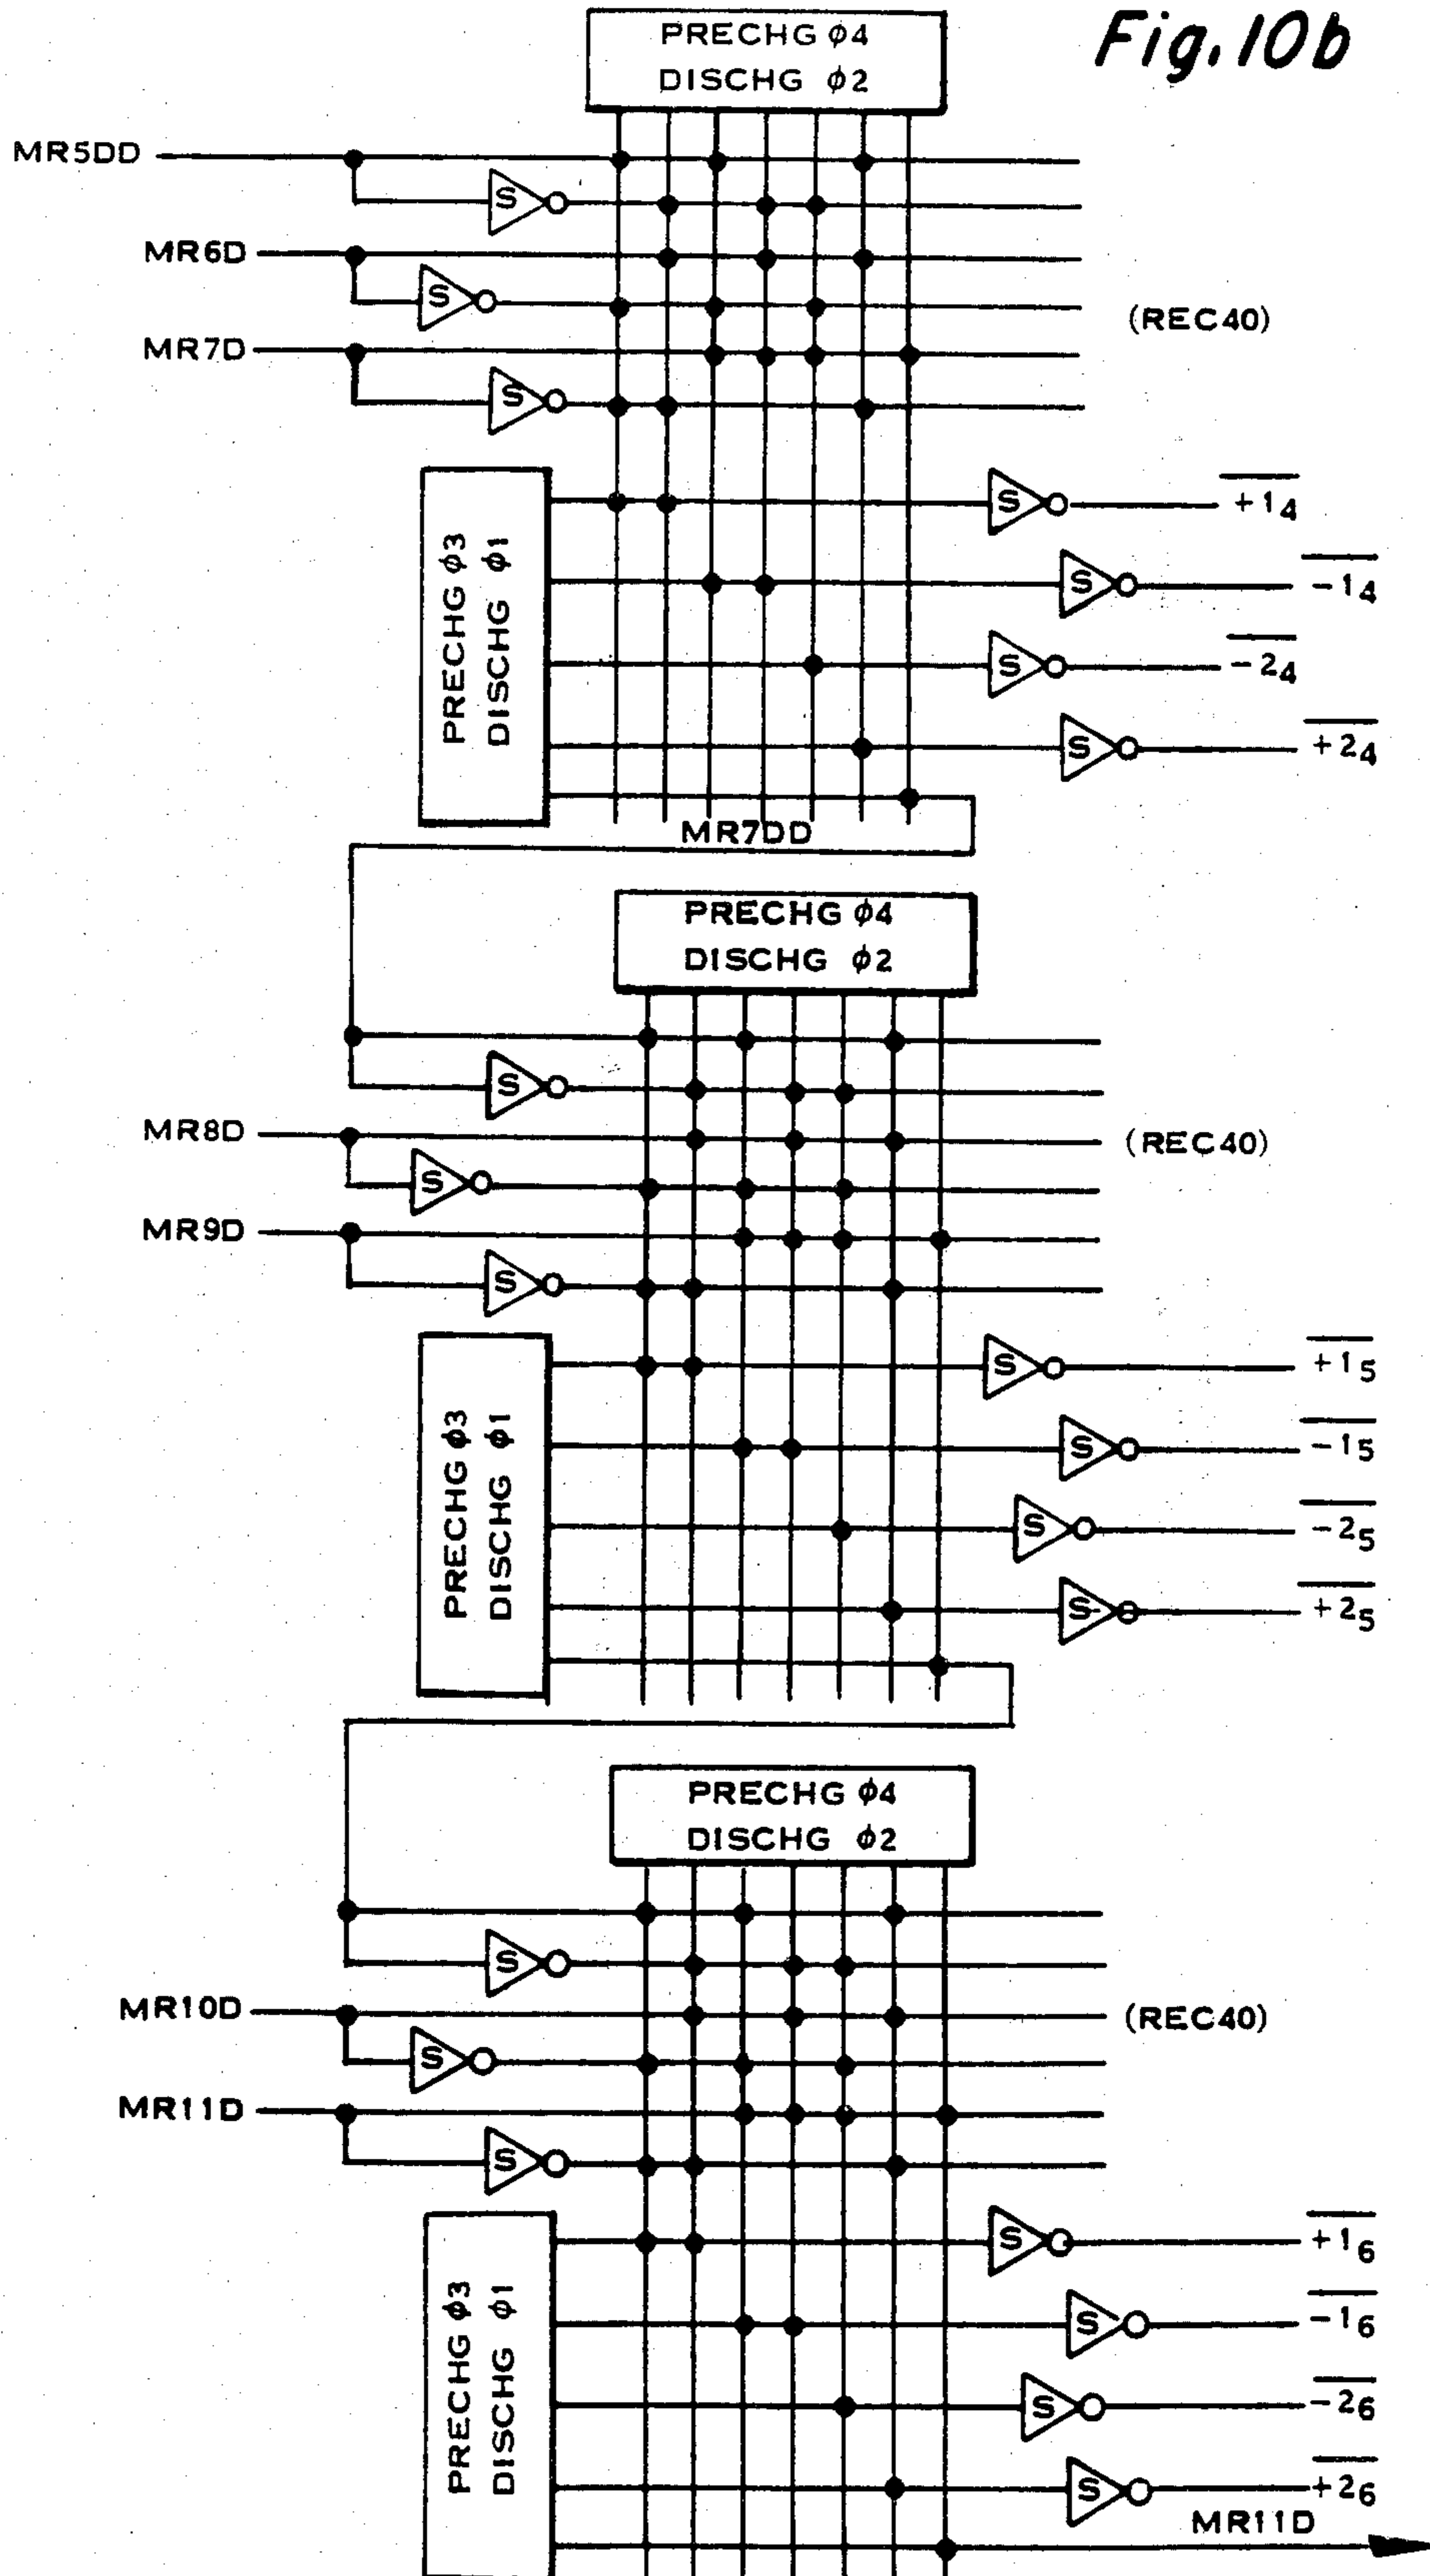 Fig. 10b
PRECHG ϕ4
DISCHG ϕ2
MR5DD
S
MR6D
S
(REC40)
MR7D
S
PRECHG ϕ3
DISCHG ϕ1
S
+1₄
S
-1₄
S
-2₄
S
+2₄
MR7DD
PRECHG ϕ4
DISCHG ϕ2
S
MR8D
(REC40)
S
MR9D
S
PRECHG ϕ3
DISCHG ϕ1
S
+1₅
S
-1₅
S
-2₅
S
+2₅
PRECHG ϕ4
DISCHG ϕ2
S
MR10D
(REC40)
S
MR11D
S
PRECHG ϕ3
DISCHG ϕ1
S
+1₆
S
-1₆
S
-2₆
S
+2₆
MR11D